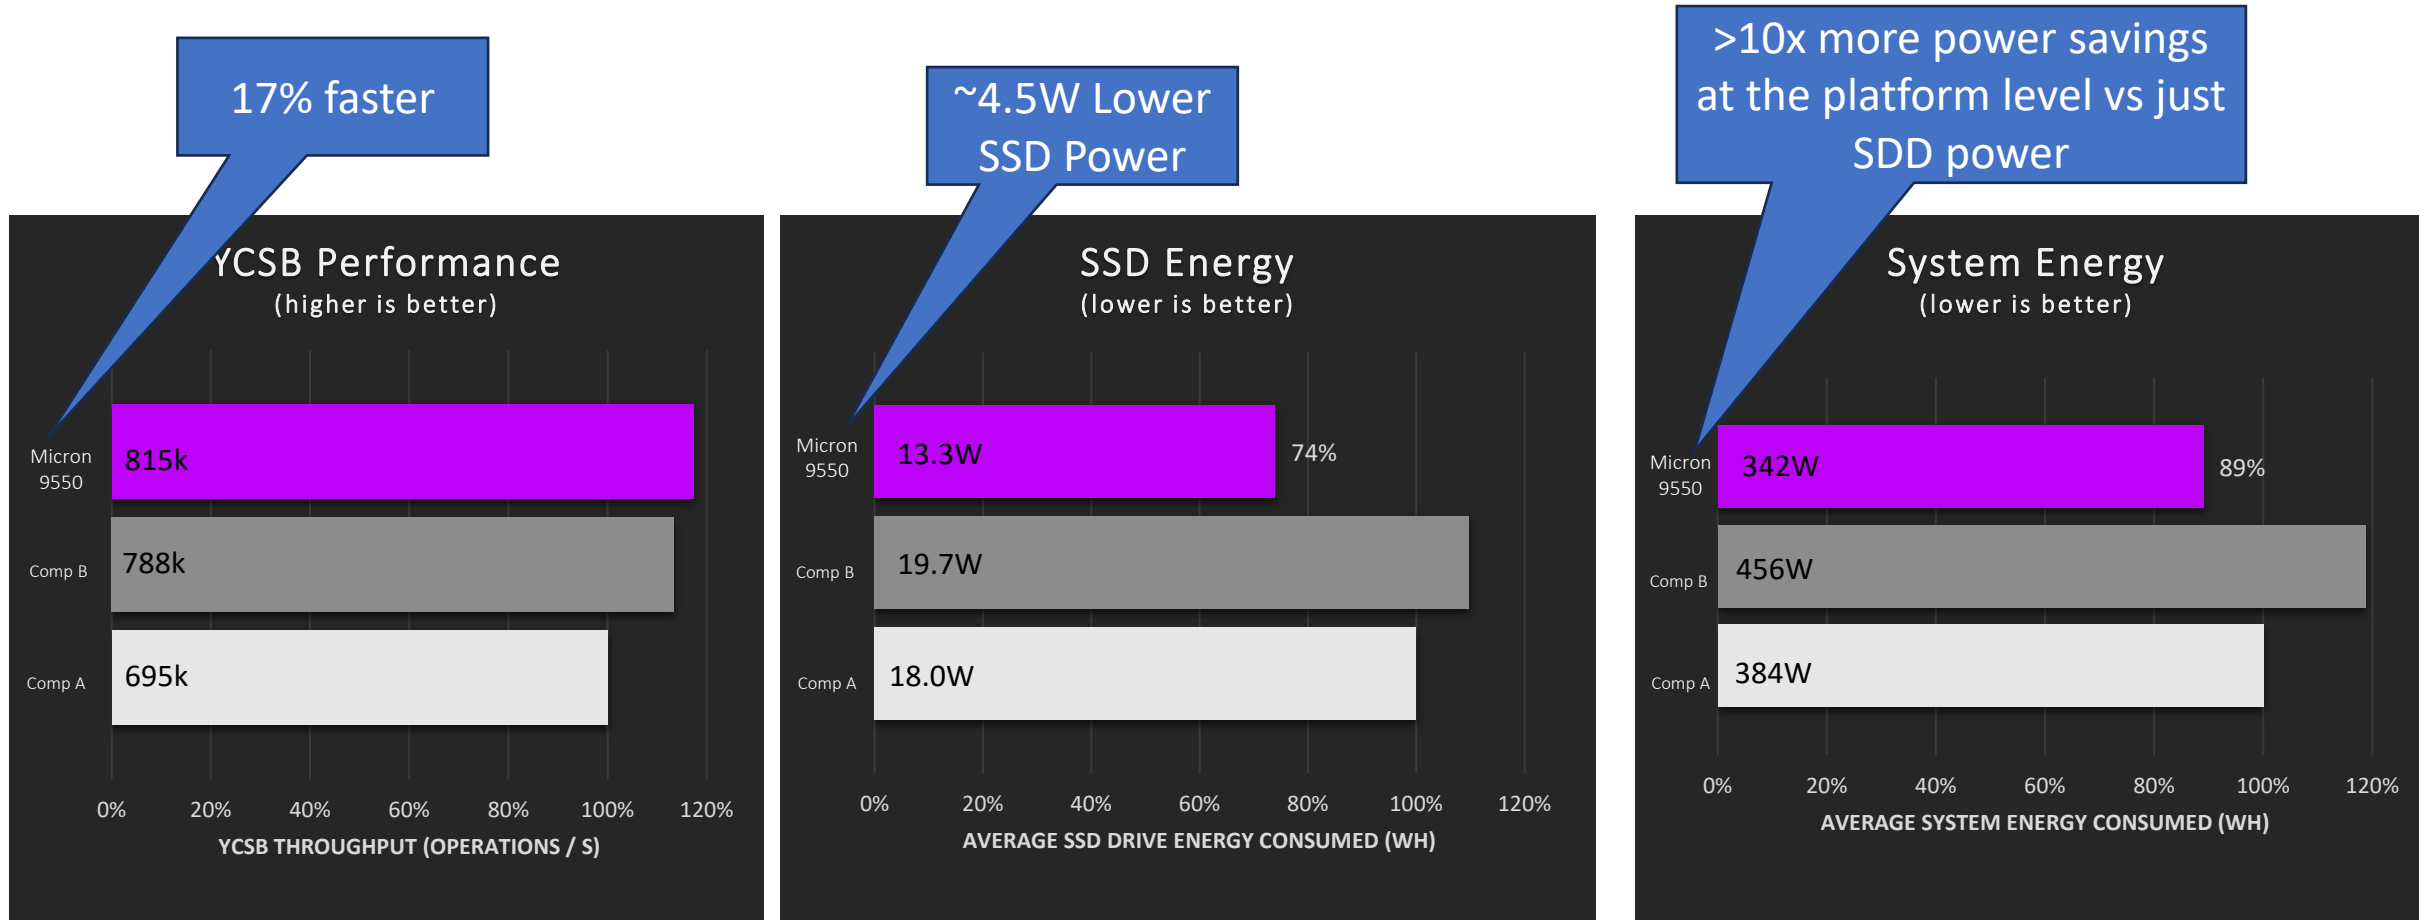 17% faster
~4.5W Lower
SSD Power
>10x more power savings
at the platform level vs just
SDD power
YCSB Performance
(higher is better)
Micron
9550
815k
Comp B
788k
Comp A
695k
0% 20% 40% 60% 80% 100% 120%
YCSB THROUGHPUT (OPERATIONS / S)
SSD Energy
(lower is better)
Micron
9550
13.3W
74%
Comp B
19.7W
Comp A
18.0W
0% 20% 40% 60% 80% 100% 120%
AVERAGE SSD DRIVE ENERGY CONSUMED (WH)
System Energy
(lower is better)
Micron
9550
342W
89%
Comp B
456W
Comp A
384W
0% 20% 40% 60% 80% 100% 120%
AVERAGE SYSTEM ENERGY CONSUMED (WH)